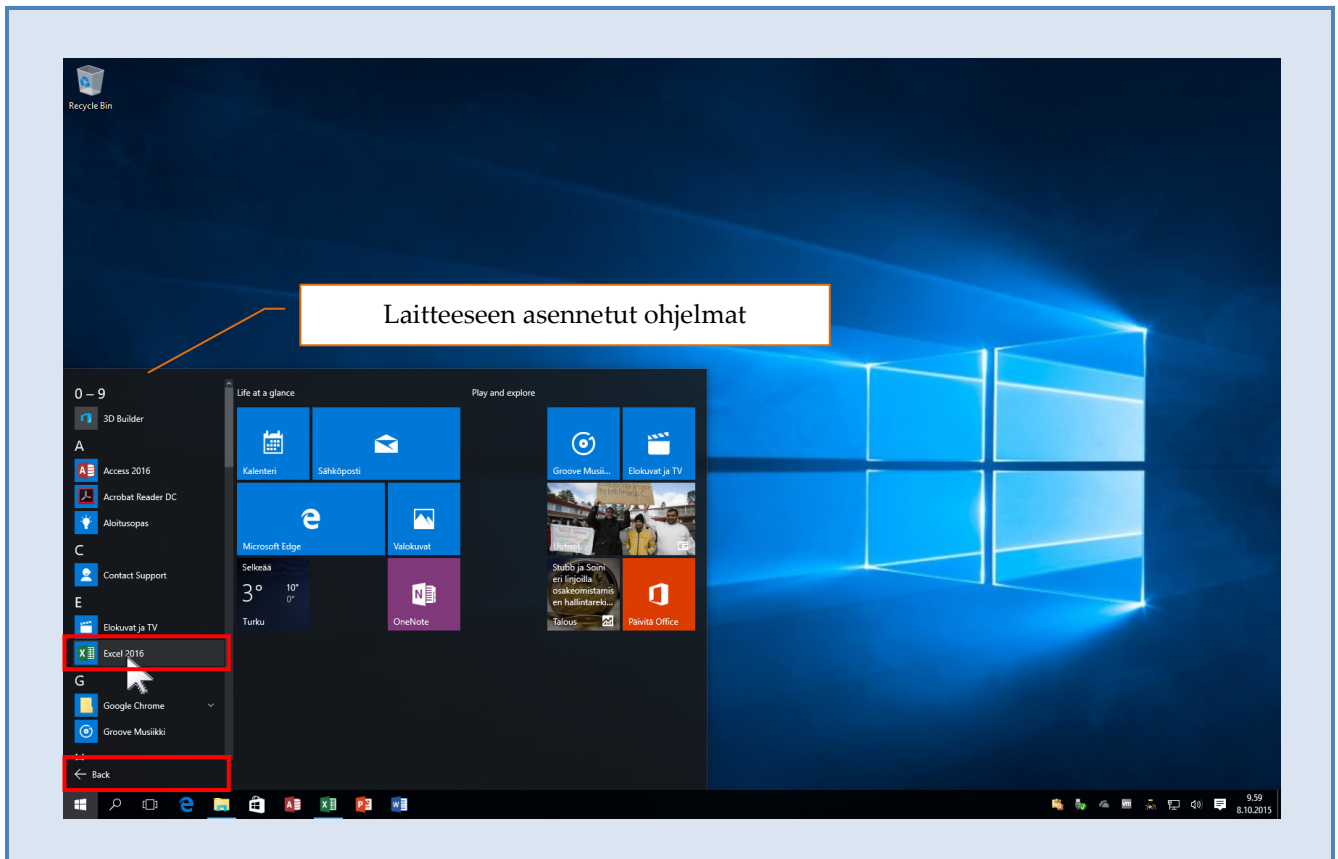 Recycle Bin
Laitteeseen asennetut ohjelmat
0 – 9
3D Builder
A
Access 2016
Acrobat Reader DC
Aloitusopas
C
Contact Support
E
Elokuvat ja TV
Excel 2016
G
Google Chrome
Groove Musiikki
Back
Life at a glance
Kalenteri
Sähköposti
Microsoft Edge
Valokuvat
Selkeää
3° 10°
0°
Turku
OneNote
Play and explore
Groove Musii...
Elokuvat ja TV
Uutiset
Stubb ja Soini
eri linjoilla
osakeomistamis
en hallintareki...
Talous
Päivitä Office
9.59
8.10.2015